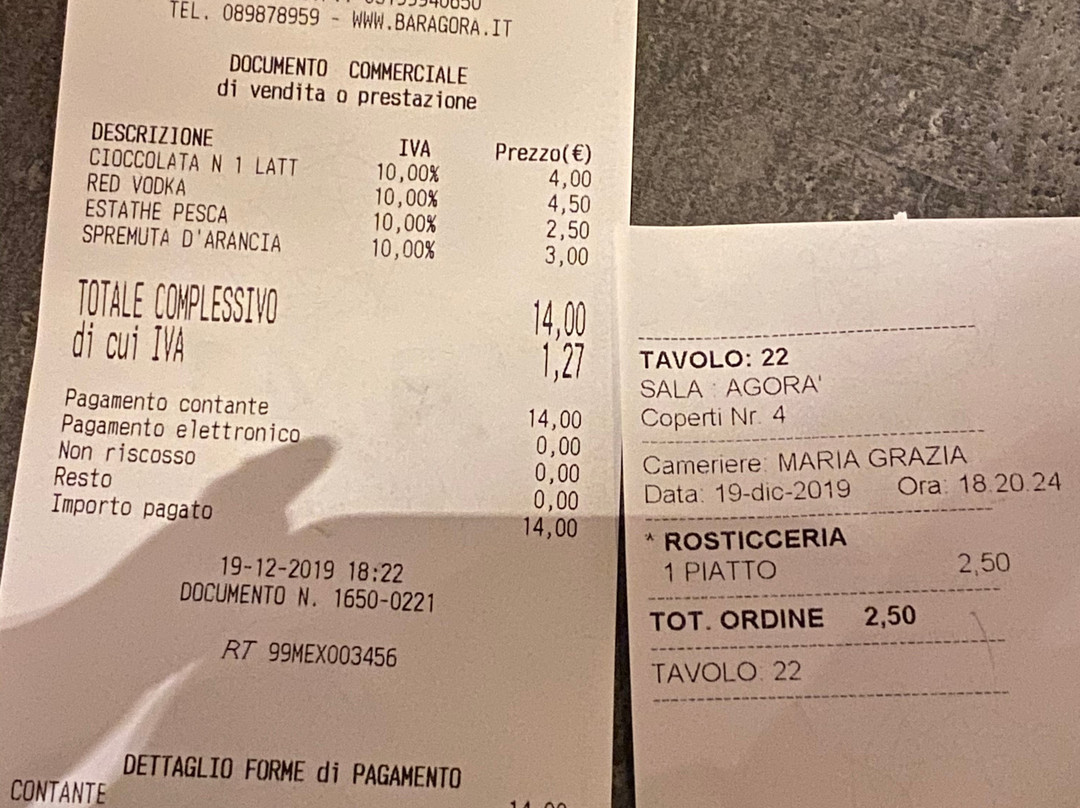 TEL. 089878959 - WWW.BARAGORA.IT
DOCUMENTO COMMERCIALE
di vendita o prestazione
DESCRIZIONE IVA Prezzo(€)
CIOCCOLATA N 1 LATT 10,00% 4,00
RED VODKA 10,00% 4,50
ESTATHE PESCA 10,00% 2,50
SPREMUTA D'ARANCIA 10,00% 3,00
TOTALE COMPLESSIVO 14,00
di cui IVA 1,27
Pagamento contante 14,00
Pagamento elettronico 0,00
Non riscosso 0,00
Resto 0,00
Importo pagato 14,00
19-12-2019 18:22
DOCUMENTO N. 1650-0221
RT 99MEX003456
DETTAGLIO FORME di PAGAMENTO
CONTANTE 14,00
TAVOLO: 22
SALA : AGORA'
Coperti Nr. 4
Cameriere: MARIA GRAZIA
Data: 19-dic-2019 Ora: 18.20.24
* ROSTICCERIA
1 PIATTO 2,50
TOT. ORDINE 2,50
TAVOLO: 22